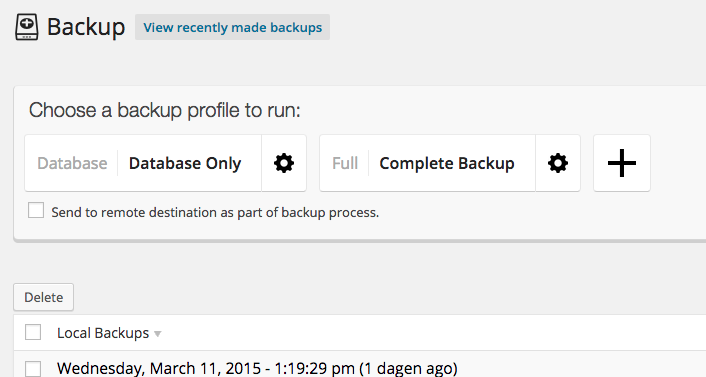 Backup View recently made backups
Choose a backup profile to run:
Database Database Only Full Complete Backup
Send to remote destination as part of backup process.
Delete
Local Backups
Wednesday, March 11, 2015 - 1:19:29 pm (1 dagen ago)